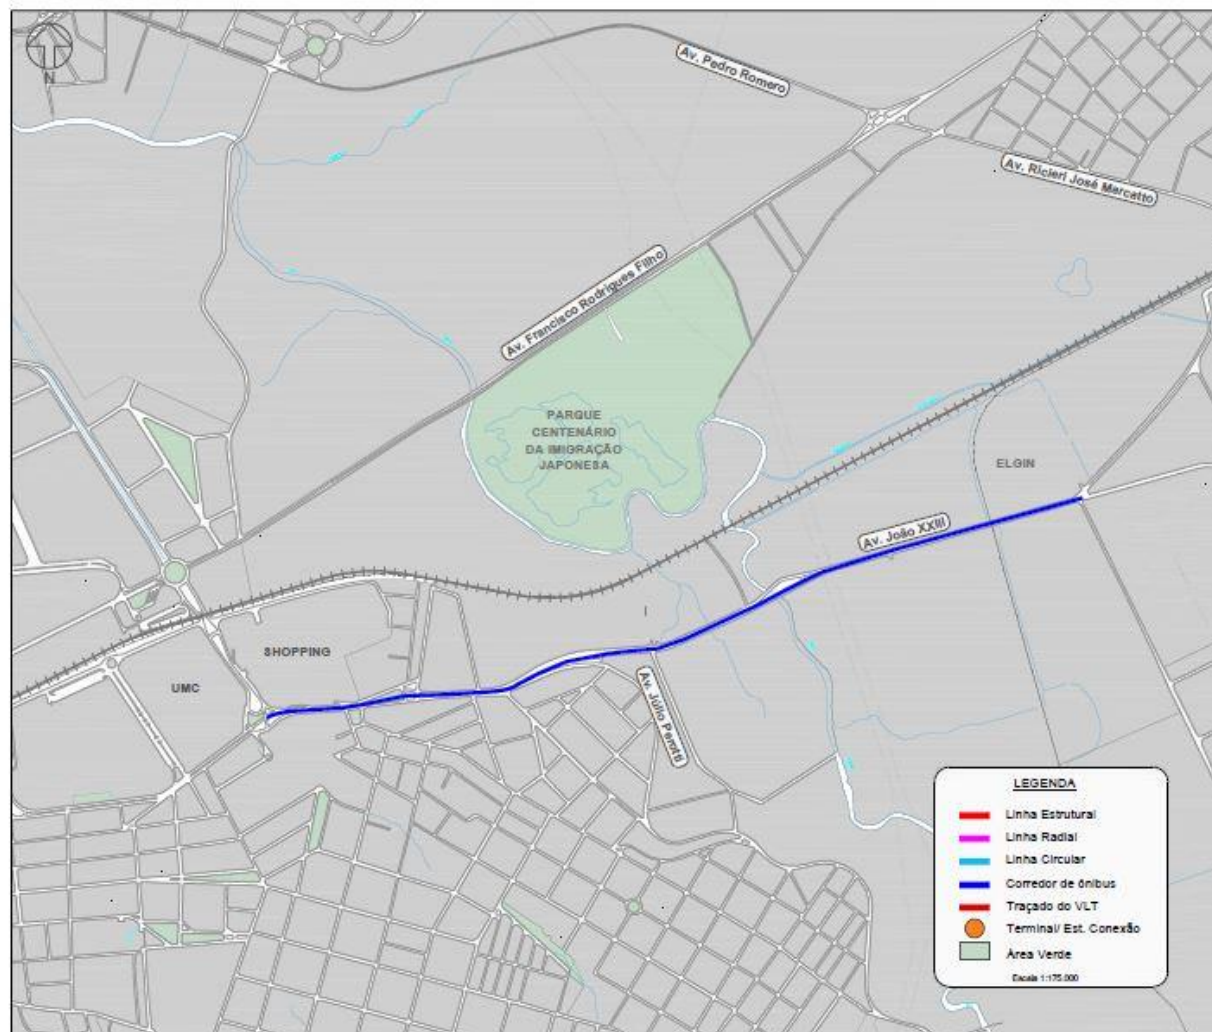 N
Av. Pedro Romero
Av. Ricieri José Marcatto
Av. Francisco Rodrigues Filho
PARQUE
CENTENÁRIO
DA IMIGRAÇÃO
JAPONESA
ELGIN
Av. João XXIII
SHOPPING
UMC
Av. Júlio Perotti
LEGENDA
Linha Estrutural
Linha Radial
Linha Circular
Corredor de ônibus
Traçado do VLT
Terminal/ Est. Conexão
Área Verde
Escala 1:175.000